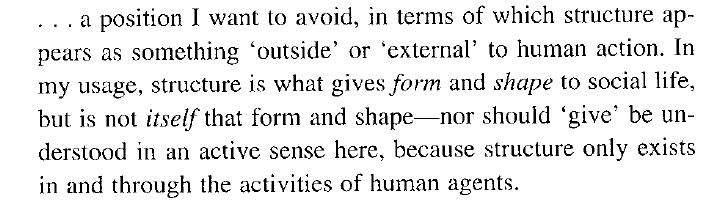 . . . a position I want to avoid, in terms of which structure ap-
pears as something ‘outside’ or ‘external’ to human action. In
my usage, structure is what gives form and shape to social life,
but is not itself that form and shape—nor should ‘give’ be un-
derstood in an active sense here, because structure only exists
in and through the activities of human agents.